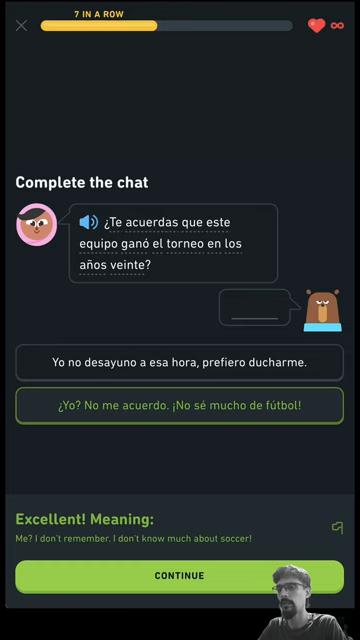 7 IN A ROW
Complete the chat
¿Te acuerdas que este
equipo ganó el torneo en los
años veinte?
Yo no desayuno a esa hora, prefiero ducharme.
¿Yo? No me acuerdo. ¡No sé mucho de fútbol!
Excellent! Meaning:
Me? I don't remember. I don't know much about soccer!
CONTINUE